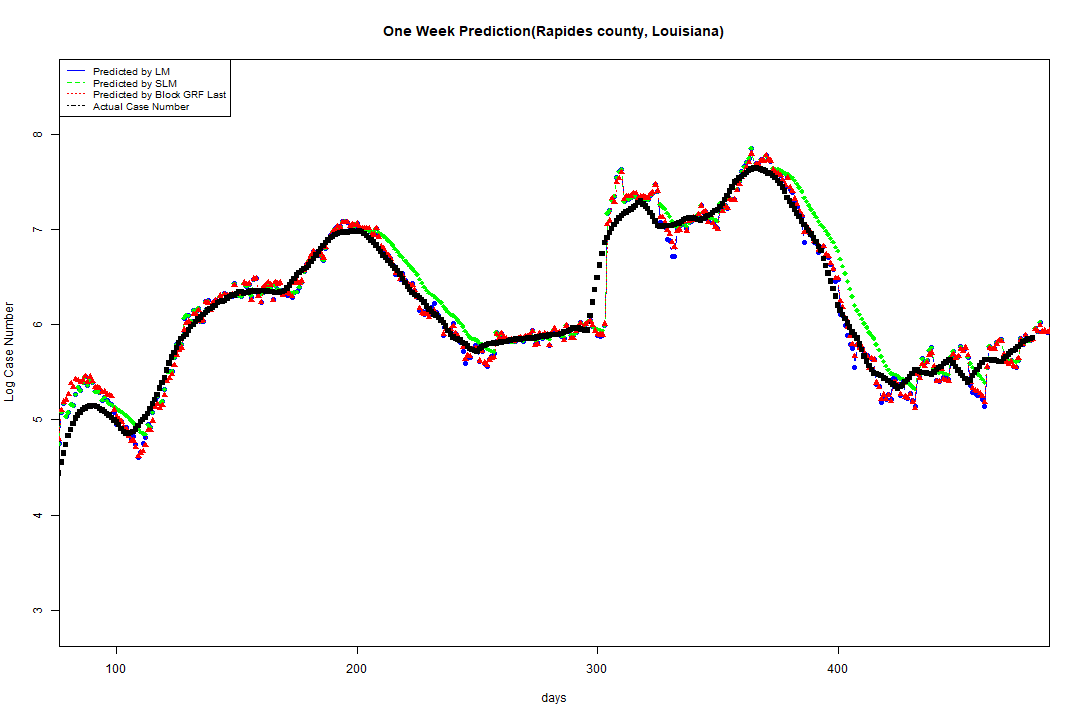 One Week Prediction(Rapides county, Louisiana)
Predicted by LM
Predicted by SLM
Predicted by Block GRF Last
Actual Case Number
Log Case Number
8
7
6
5
4
3
100 200 300 400
days